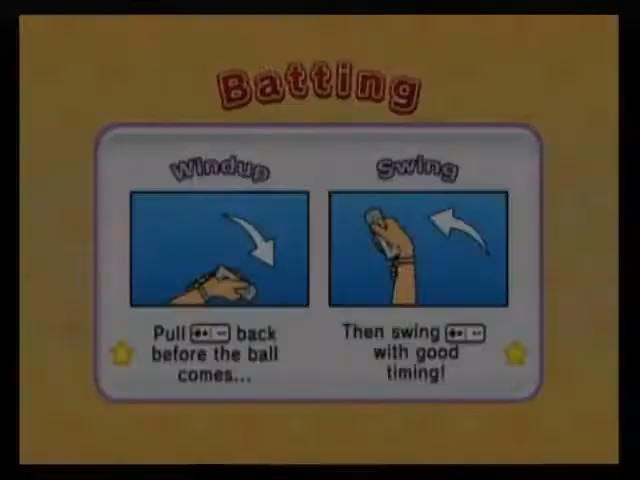 Batting
Windup
Swing
Pull back
before the ball
comes...
Then swing
with good
timing!